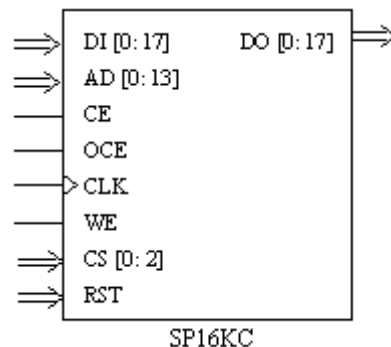 DI [0: 17] DO [0: 17]
AD [0: 13]
CE
OCE
CLK
WE
CS [0: 2]
RST
SP16KC